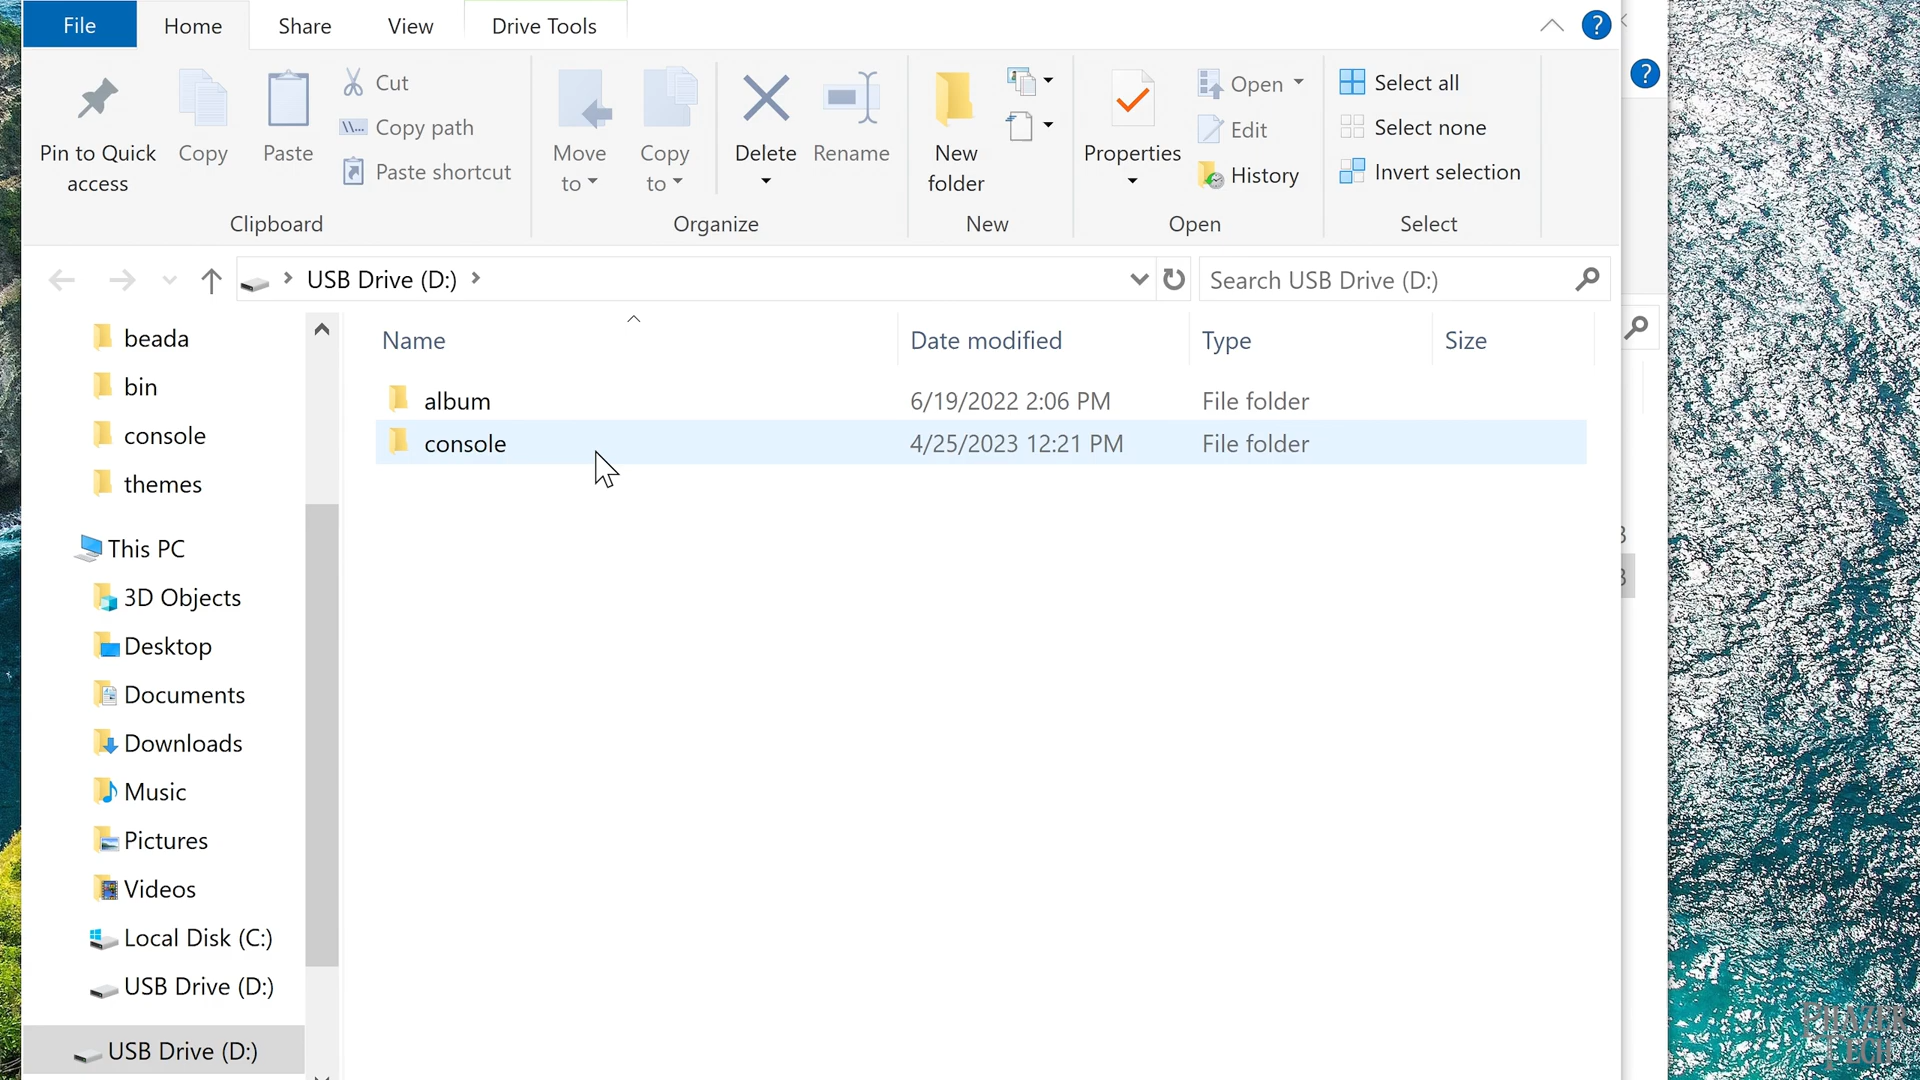 File Home Share View Drive Tools
?
?
Pin to Quick
access
Copy
Paste
Cut
\\...
Copy path
Paste shortcut
Clipboard
Move
to
Copy
to
Delete
Rename
Organize
New
folder
New
Properties
Open
Edit
History
Open
Select all
Select none
Invert selection
Select
USB Drive (D:)
Search USB Drive (D:)
beada
bin
console
themes
This PC
3D Objects
Desktop
Documents
Downloads
Music
Pictures
Videos
Local Disk (C:)
USB Drive (D:)
USB Drive (D:)
Name Date modified Type Size
album 6/19/2022 2:06 PM File folder
console 4/25/2023 12:21 PM File folder
PHAZER
TECH